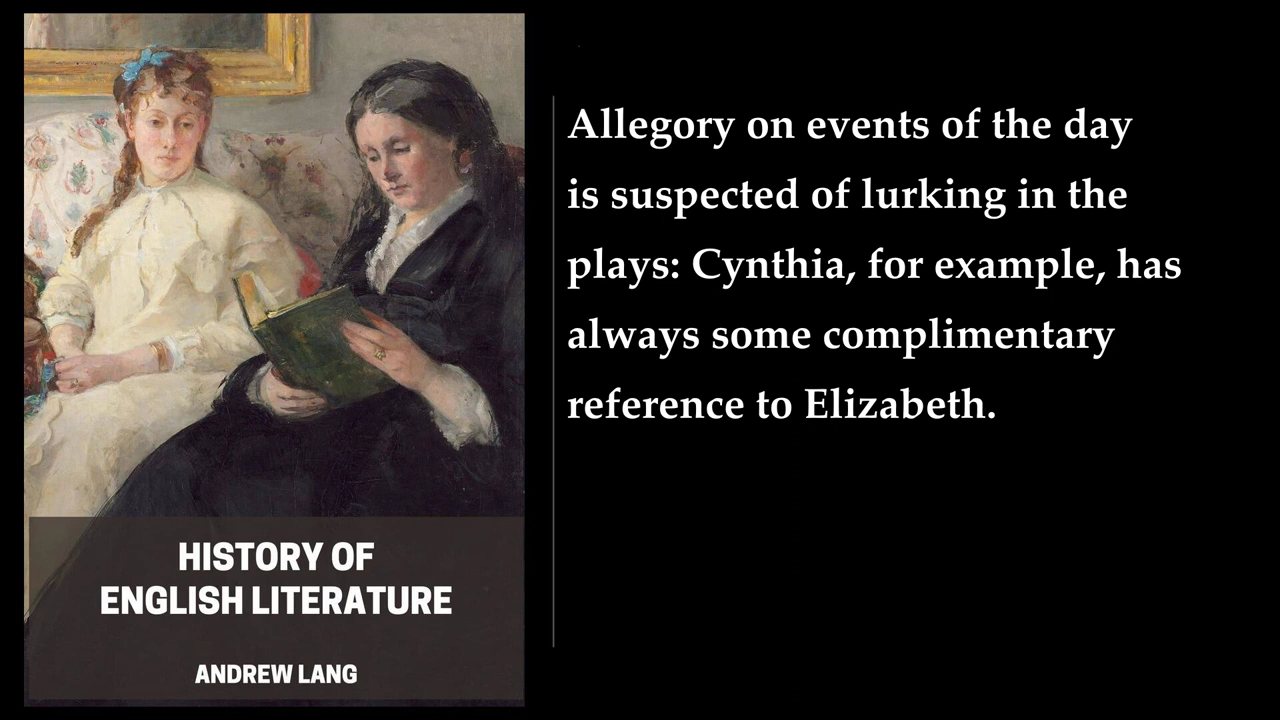 HISTORY OF
ENGLISH LITERATURE
ANDREW LANG
Allegory on events of the day
is suspected of lurking in the
plays: Cynthia, for example, has
always some complimentary
reference to Elizabeth.